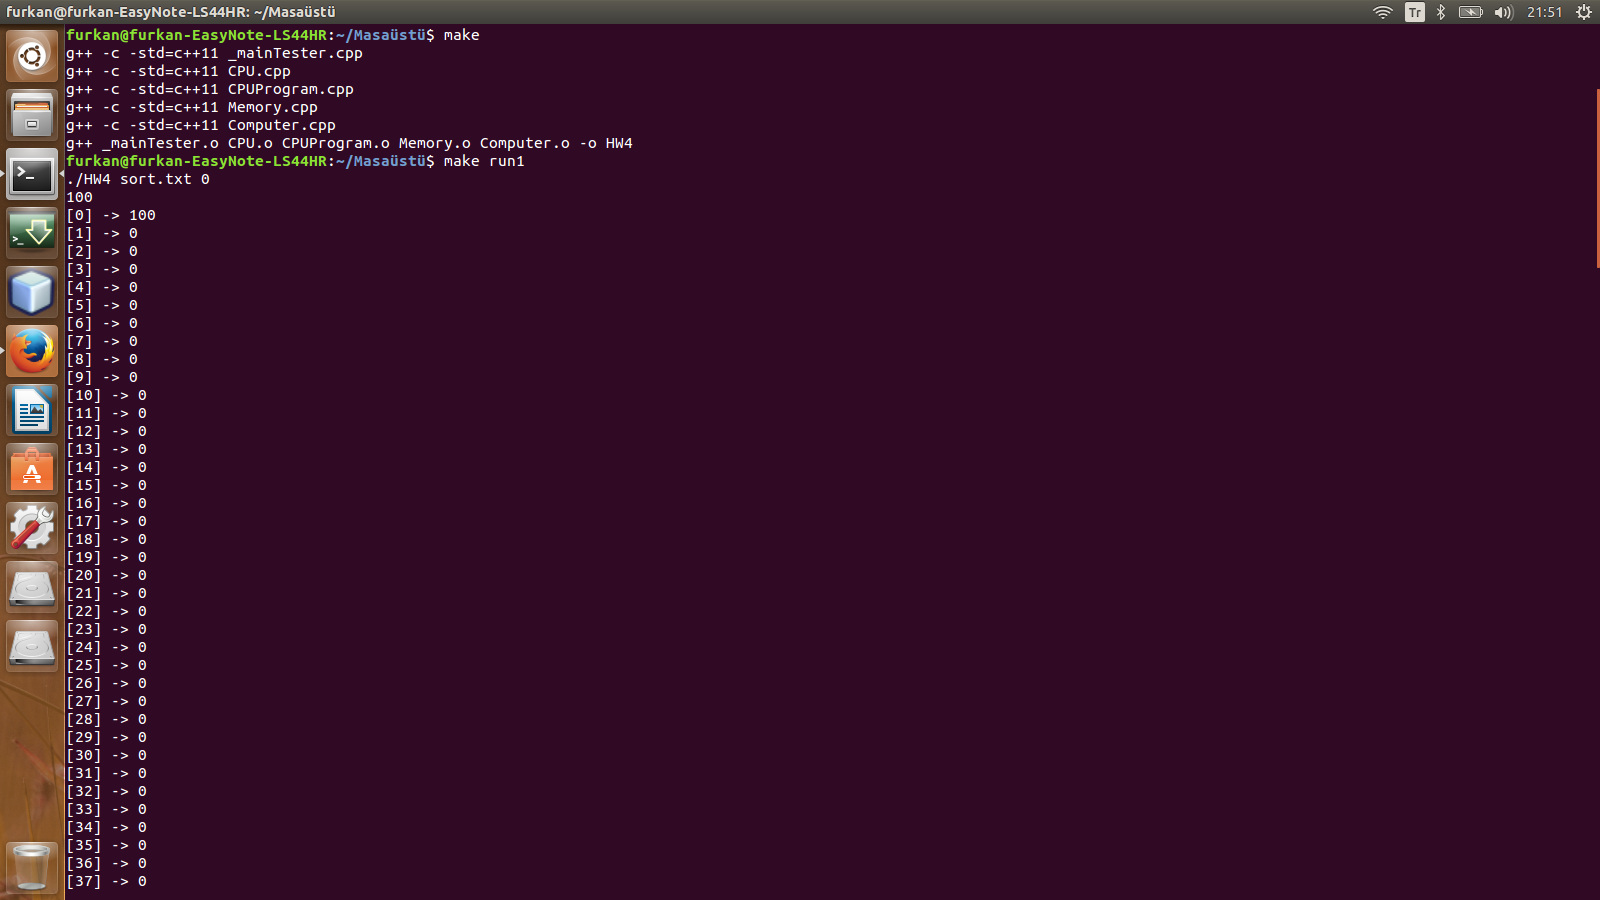 furkan@furkan-EasyNote-LS44HR: ~/Masaüstü
Tr
21:51
furkan@furkan-EasyNote-LS44HR:~/Masaüstü$ make
g++ -c -std=c++11 _mainTester.cpp
g++ -c -std=c++11 CPU.cpp
g++ -c -std=c++11 CPUProgram.cpp
g++ -c -std=c++11 Memory.cpp
g++ -c -std=c++11 Computer.cpp
g++ _mainTester.o CPU.o CPUProgram.o Memory.o Computer.o -o HW4
furkan@furkan-EasyNote-LS44HR:~/Masaüstü$ make run1
./HW4 sort.txt 0
100
[0] -> 100
[1] -> 0
[2] -> 0
[3] -> 0
[4] -> 0
[5] -> 0
[6] -> 0
[7] -> 0
[8] -> 0
[9] -> 0
[10] -> 0
[11] -> 0
[12] -> 0
[13] -> 0
[14] -> 0
[15] -> 0
[16] -> 0
[17] -> 0
[18] -> 0
[19] -> 0
[20] -> 0
[21] -> 0
[22] -> 0
[23] -> 0
[24] -> 0
[25] -> 0
[26] -> 0
[27] -> 0
[28] -> 0
[29] -> 0
[30] -> 0
[31] -> 0
[32] -> 0
[33] -> 0
[34] -> 0
[35] -> 0
[36] -> 0
[37] -> 0